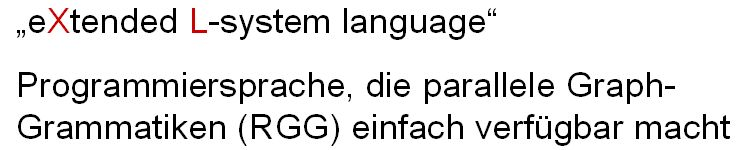 „eXtended L-system language“
Programmiersprache, die parallele Graph-
Grammatiken (RGG) einfach verfügbar macht